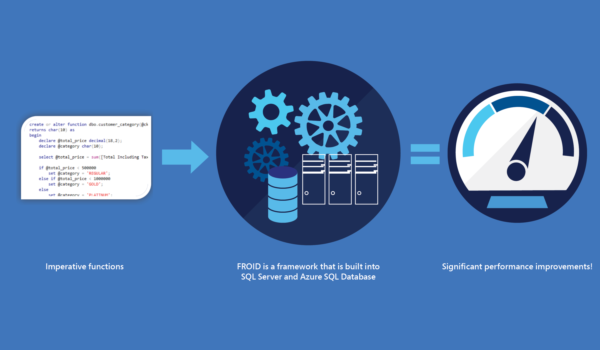 create or alter function dbo.customer_category(@ck
returns char(10) as
begin
declare @total_price decimal(18,2);
declare @category char(10);
select @total_price = sum([Total Including Tax
if @total_price < 500000
set @category = 'REGULAR';
else if @total_price < 1000000
set @category = 'GOLD';
else
set @category = 'PLATINUM';
Imperative functions
FROID is a framework that is built into
SQL Server and Azure SQL Database
Significant performance improvements!